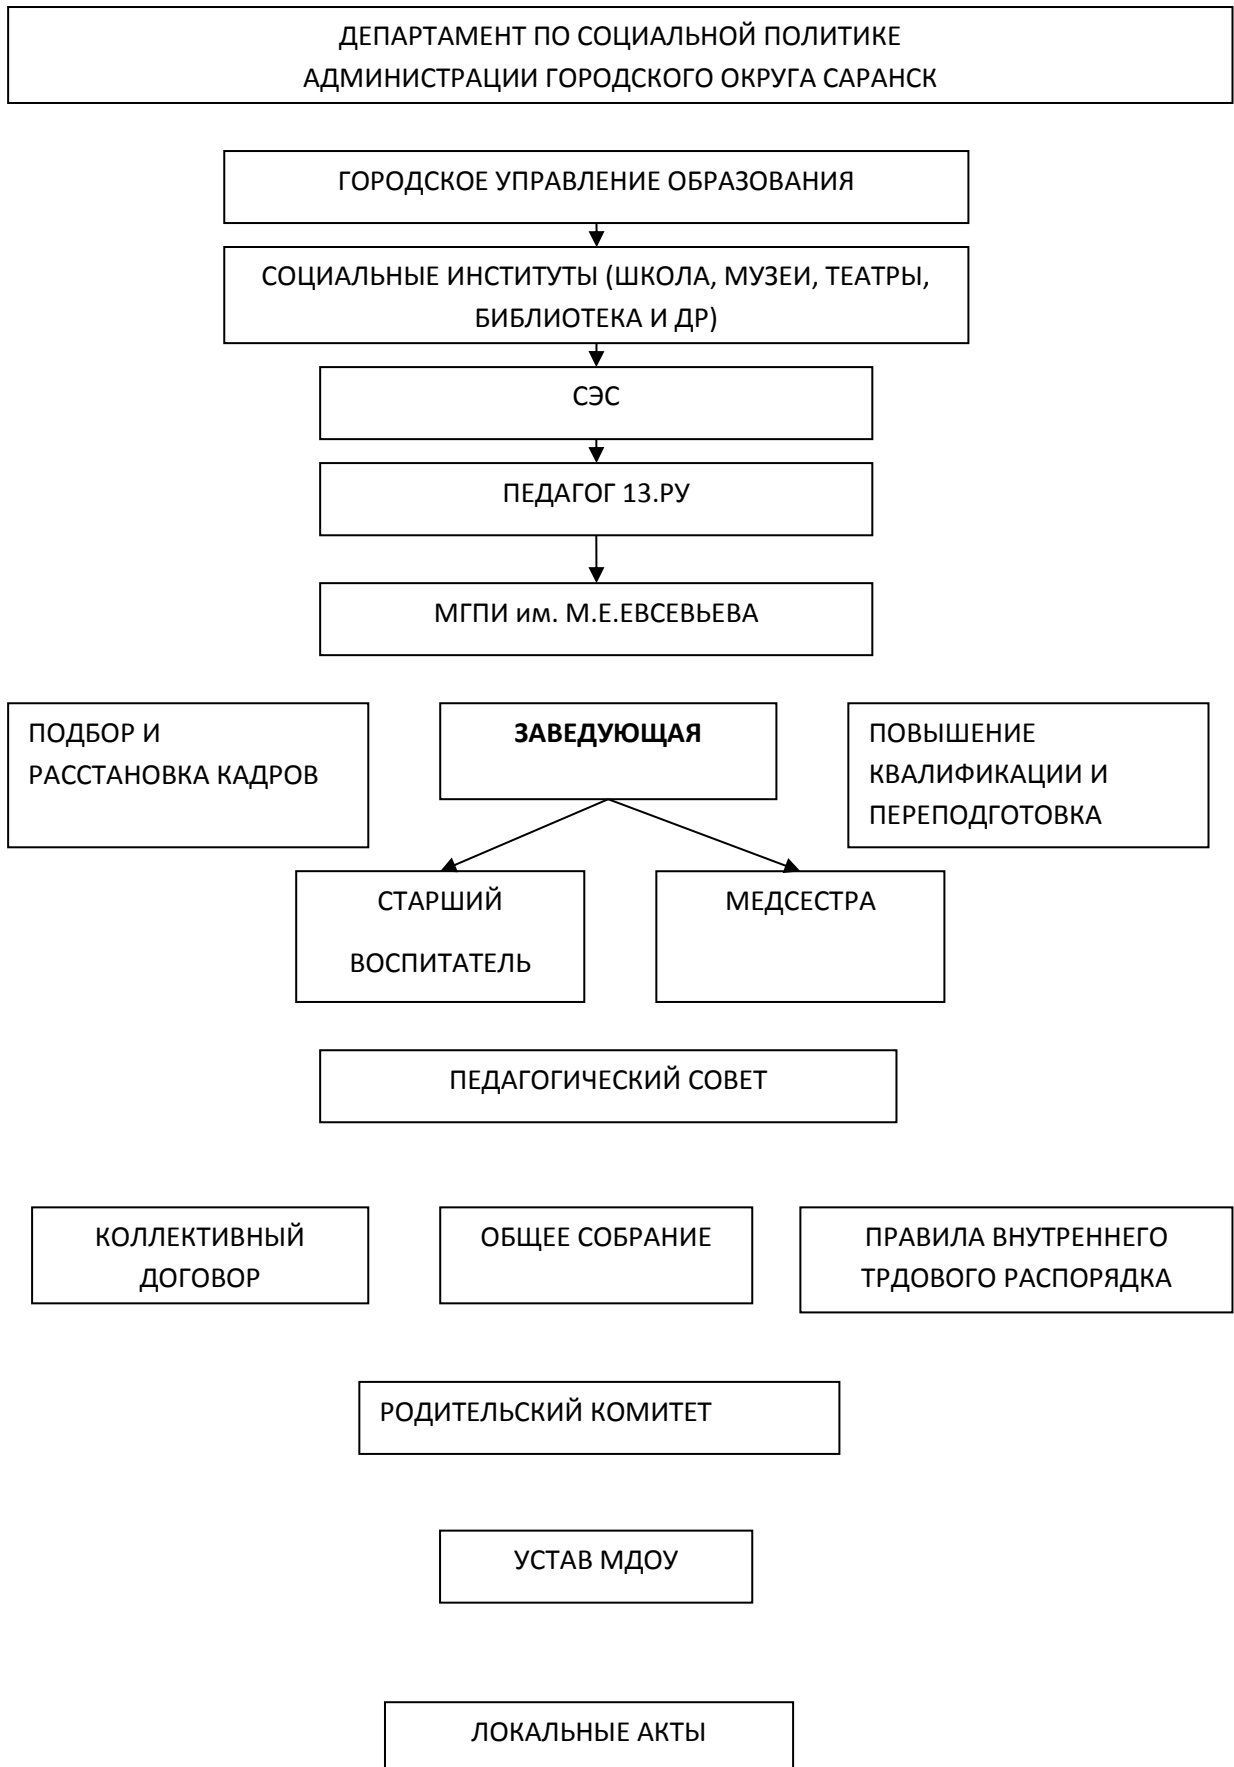 ДЕПАРТАМЕНТ ПО СОЦИАЛЬНОЙ ПОЛИТИКЕ
АДМИНИСТРАЦИИ ГОРОДСКОГО ОКРУГА САРАНСК
ГОРОДСКОЕ УПРАВЛЕНИЕ ОБРАЗОВАНИЯ
СОЦИАЛЬНЫЕ ИНСТИТУТЫ (ШКОЛА, МУЗЕИ, ТЕАТРЫ,
БИБЛИОТЕКА И ДР)
СЭС
ПЕДАГОГ 13.РУ
МГПИ им. М.Е.ЕВСЕВЬЕВА
ПОДБОР И
РАССТАНОВКА КАДРОВ
ЗАВЕДУЮЩАЯ
ПОВЫШЕНИЕ
КВАЛИФИКАЦИИ И
ПЕРЕПОДГОТОВКА
СТАРШИЙ
ВОСПИТАТЕЛЬ
МЕДСЕСТРА
ПЕДАГОГИЧЕСКИЙ СОВЕТ
КОЛЛЕКТИВНЫЙ
ДОГОВОР
ОБЩЕЕ СОБРАНИЕ
ПРАВИЛА ВНУТРЕННЕГО
ТРДОВОГО РАСПОРЯДКА
РОДИТЕЛЬСКИЙ КОМИТЕТ
УСТАВ МДОУ
ЛОКАЛЬНЫЕ АКТЫ